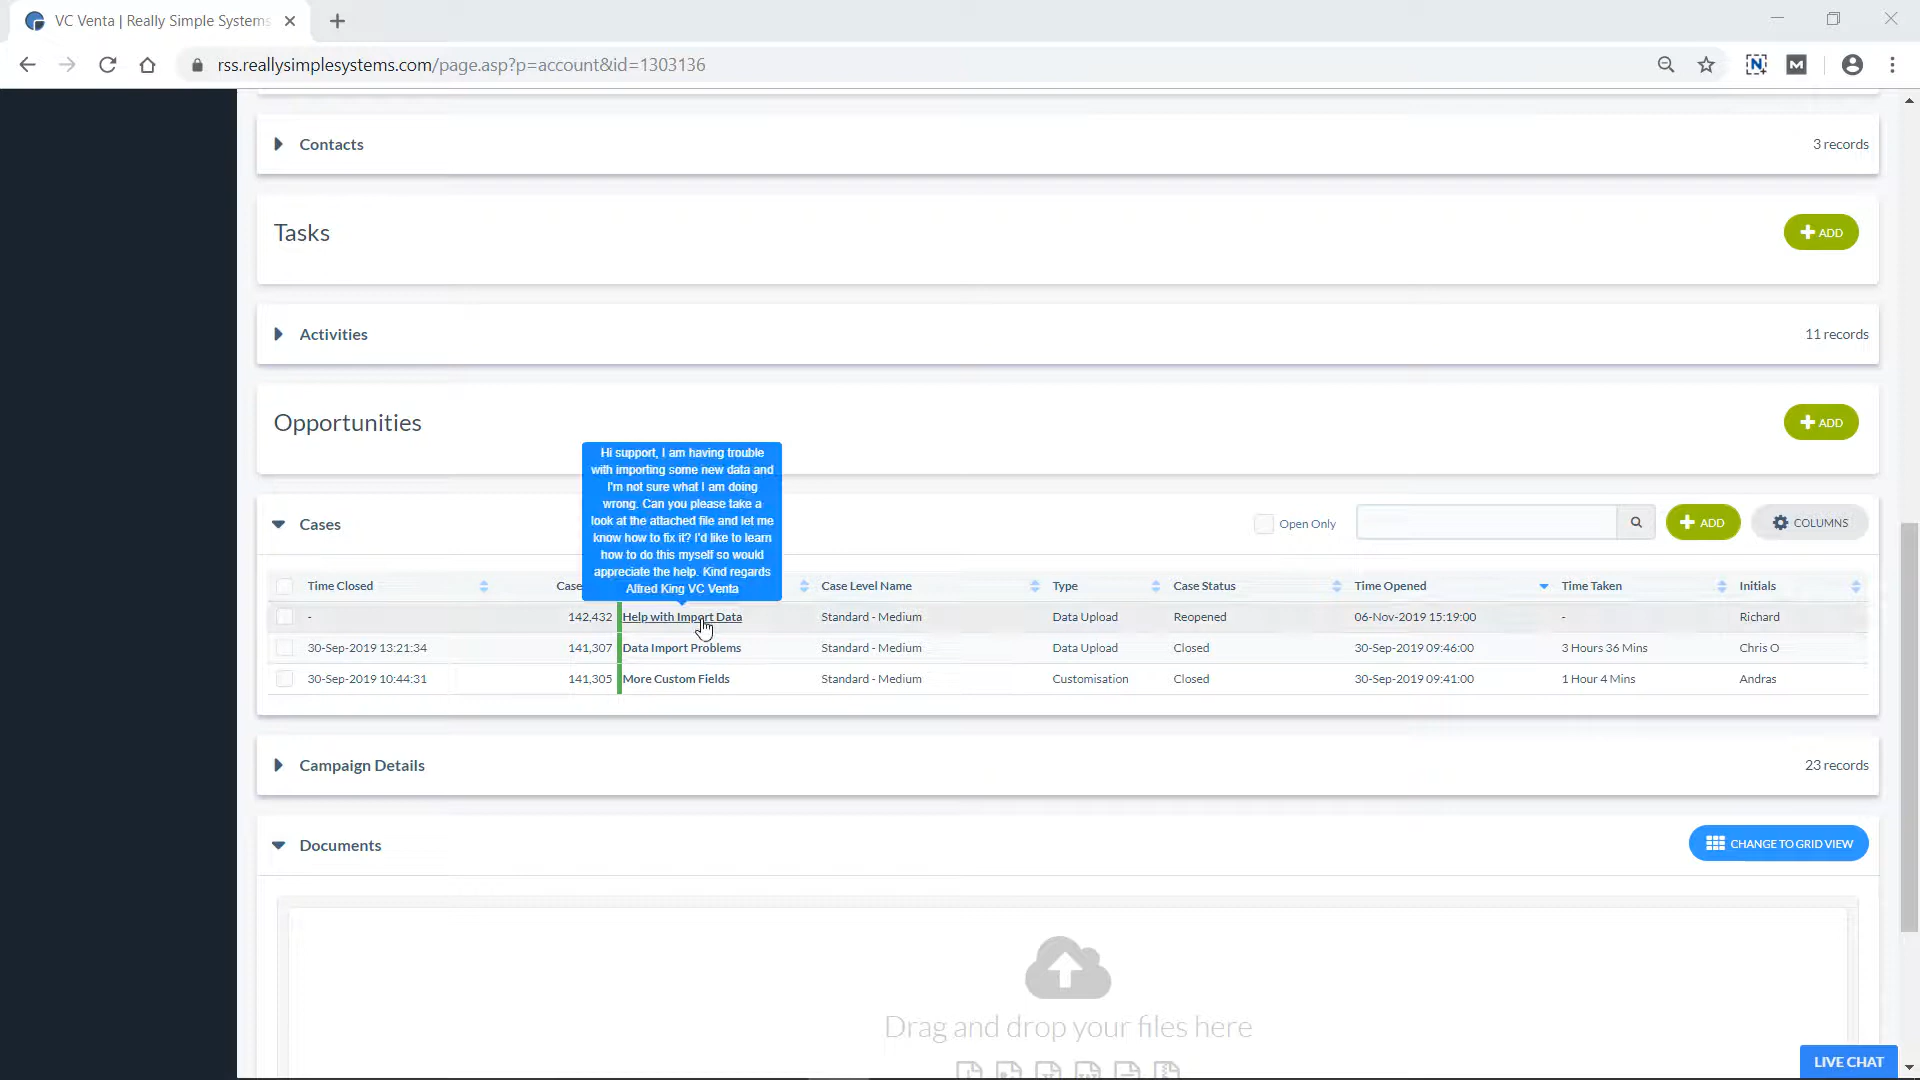 VC Venta | Really Simple Systems
rss.reallysimplesystems.com/page.asp?p=account&id=1303136
Contacts 3 records
Tasks ADD
Activities 11 records
Opportunities ADD
Hi support, I am having trouble
with importing some new data and
I'm not sure what I am doing
wrong. Can you please take a
look at the attached file and let me
know how to fix it? I'd like to learn
how to do this myself so would
appreciate the help. Kind regards
Alfred King VC Venta
Cases Open Only ADD COLUMNS
Time Closed Case Case Level Name Type Case Status Time Opened Time Taken Initials
- 142,432 Help with Import Data Standard - Medium Data Upload Reopened 06-Nov-2019 15:19:00 - Richard
30-Sep-2019 13:21:34 141,307 Data Import Problems Standard - Medium Data Upload Closed 30-Sep-2019 09:46:00 3 Hours 36 Mins Chris O
30-Sep-2019 10:44:31 141,305 More Custom Fields Standard - Medium Customisation Closed 30-Sep-2019 09:41:00 1 Hour 4 Mins Andras
Campaign Details 23 records
Documents CHANGE TO GRID VIEW
Drag and drop your files here
LIVE CHAT